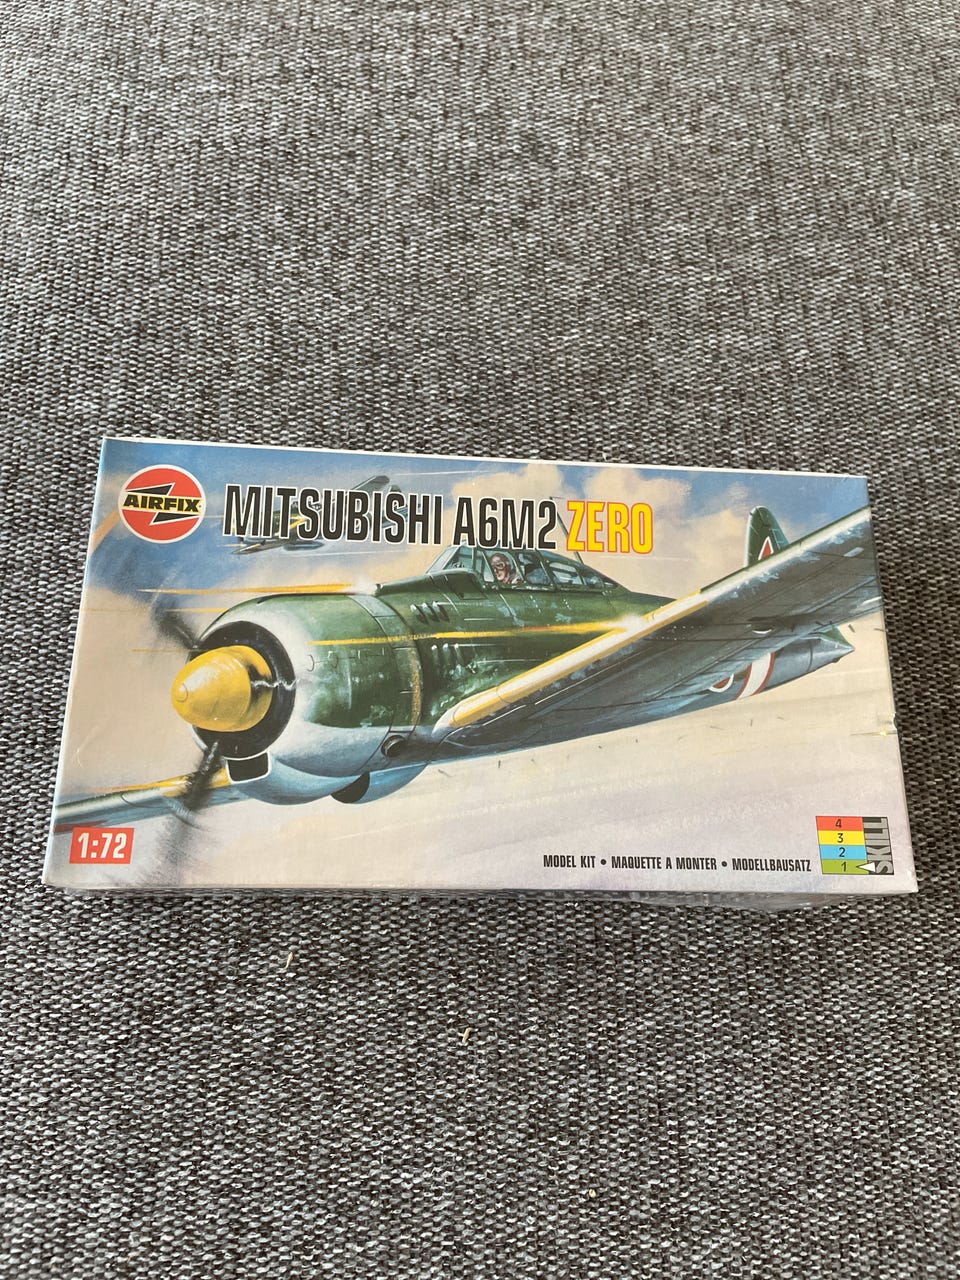 AIRFIX
MITSUBISHI A6M2 ZERO
1:72
MODEL KIT • MAQUETTE A MONTER • MODELLBAUSATZ
4
3
2
1
SKILL